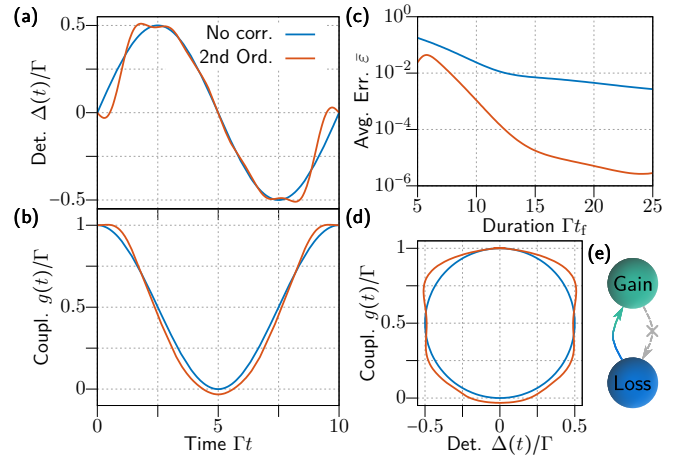 (a)
0.5
0
−0.5
Det. Δ(t)/Γ
No corr.
2nd Ord.
(b)
1
0.5
0
Coupl. g(t)/Γ
0
5
10
Time Γt
(c)
10^0
10^−2
10^−4
10^−6
Avg. Err. ε̄
5
10
15
20
25
Duration Γt_f
(d)
1
0.5
0
Coupl. g(t)/Γ
−0.5
0
0.5
Det. Δ(t)/Γ
(e)
Gain
Loss